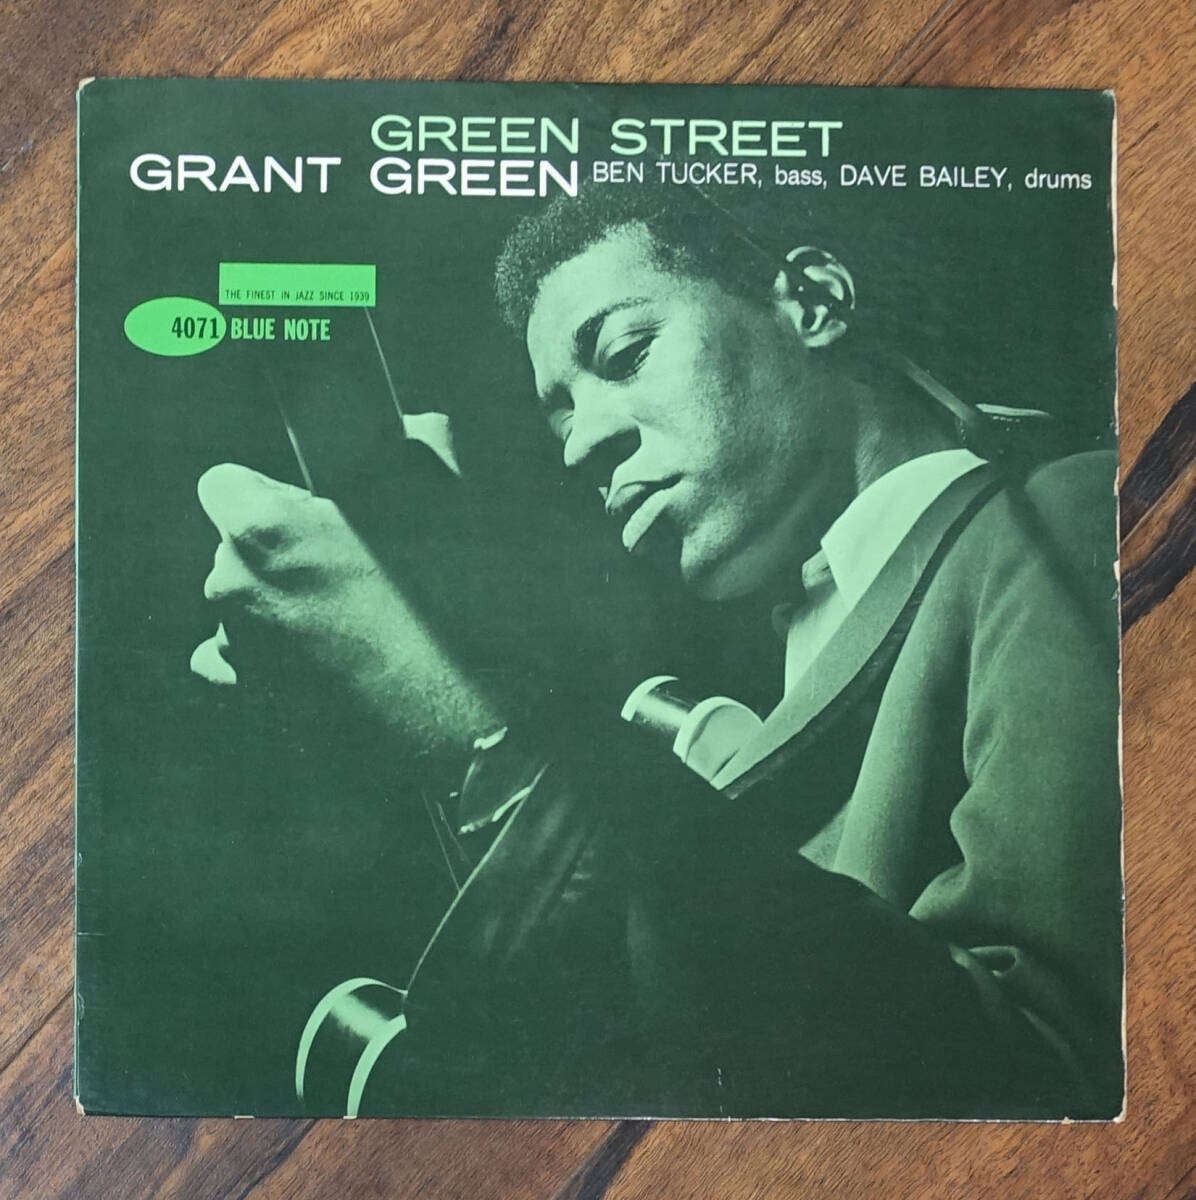 GREEN STREET
GRANT GREEN BEN TUCKER, bass, DAVE BAILEY, drums
THE FINEST IN JAZZ SINCE 1939
4071 BLUE NOTE